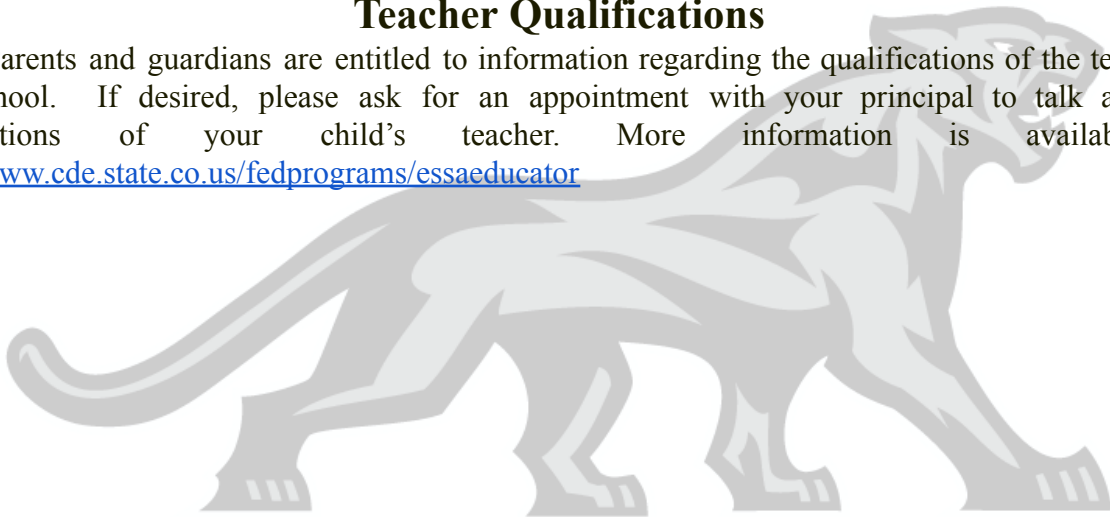 Teacher Qualifications
arents and guardians are entitled to information regarding the qualifications of the te
hool. If desired, please ask for an appointment with your principal to talk a
tions of your child’s teacher. More information is availab
ww.cde.state.co.us/fedprograms/essaeducator